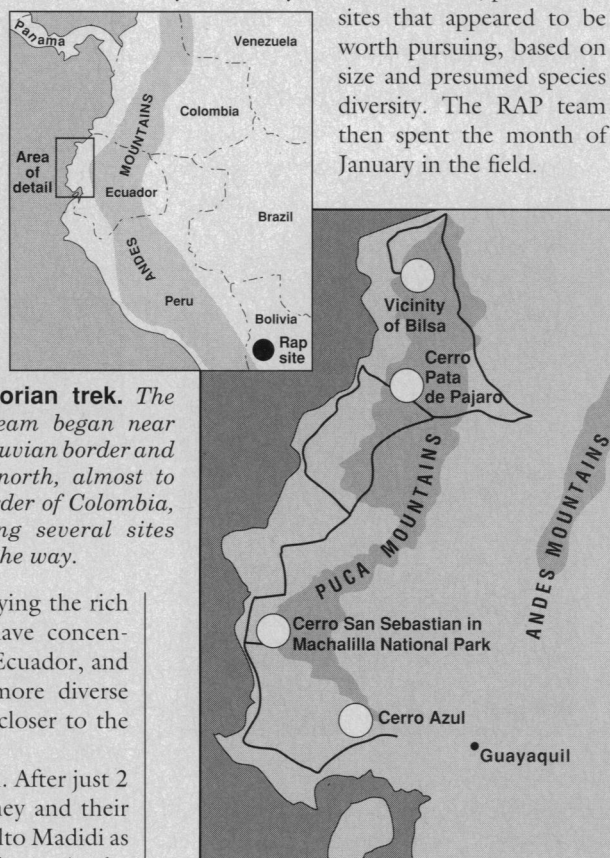 sites that appeared to be
worth pursuing, based on
size and presumed species
diversity. The RAP team
then spent the month of
January in the field.
Panama
Venezuela
Colombia
MOUNTAINS
Area
of
detail
Ecuador
Brazil
ANDES
Peru
Bolivia
Rap
site
Vicinity
of Bilsa
Cerro
Pata
de Pajaro
PUCA MOUNTAINS
ANDES MOUNTAINS
Cerro San Sebastian in
Machalilla National Park
Cerro Azul
Guayaquil
orian trek. The
eam began near
uvian border and
north, almost to
rder of Colombia,
ng several sites
he way.
ying the rich
ave concen-
Ecuador, and
more diverse
closer to the
. After just 2
ney and their
lto Madidi as